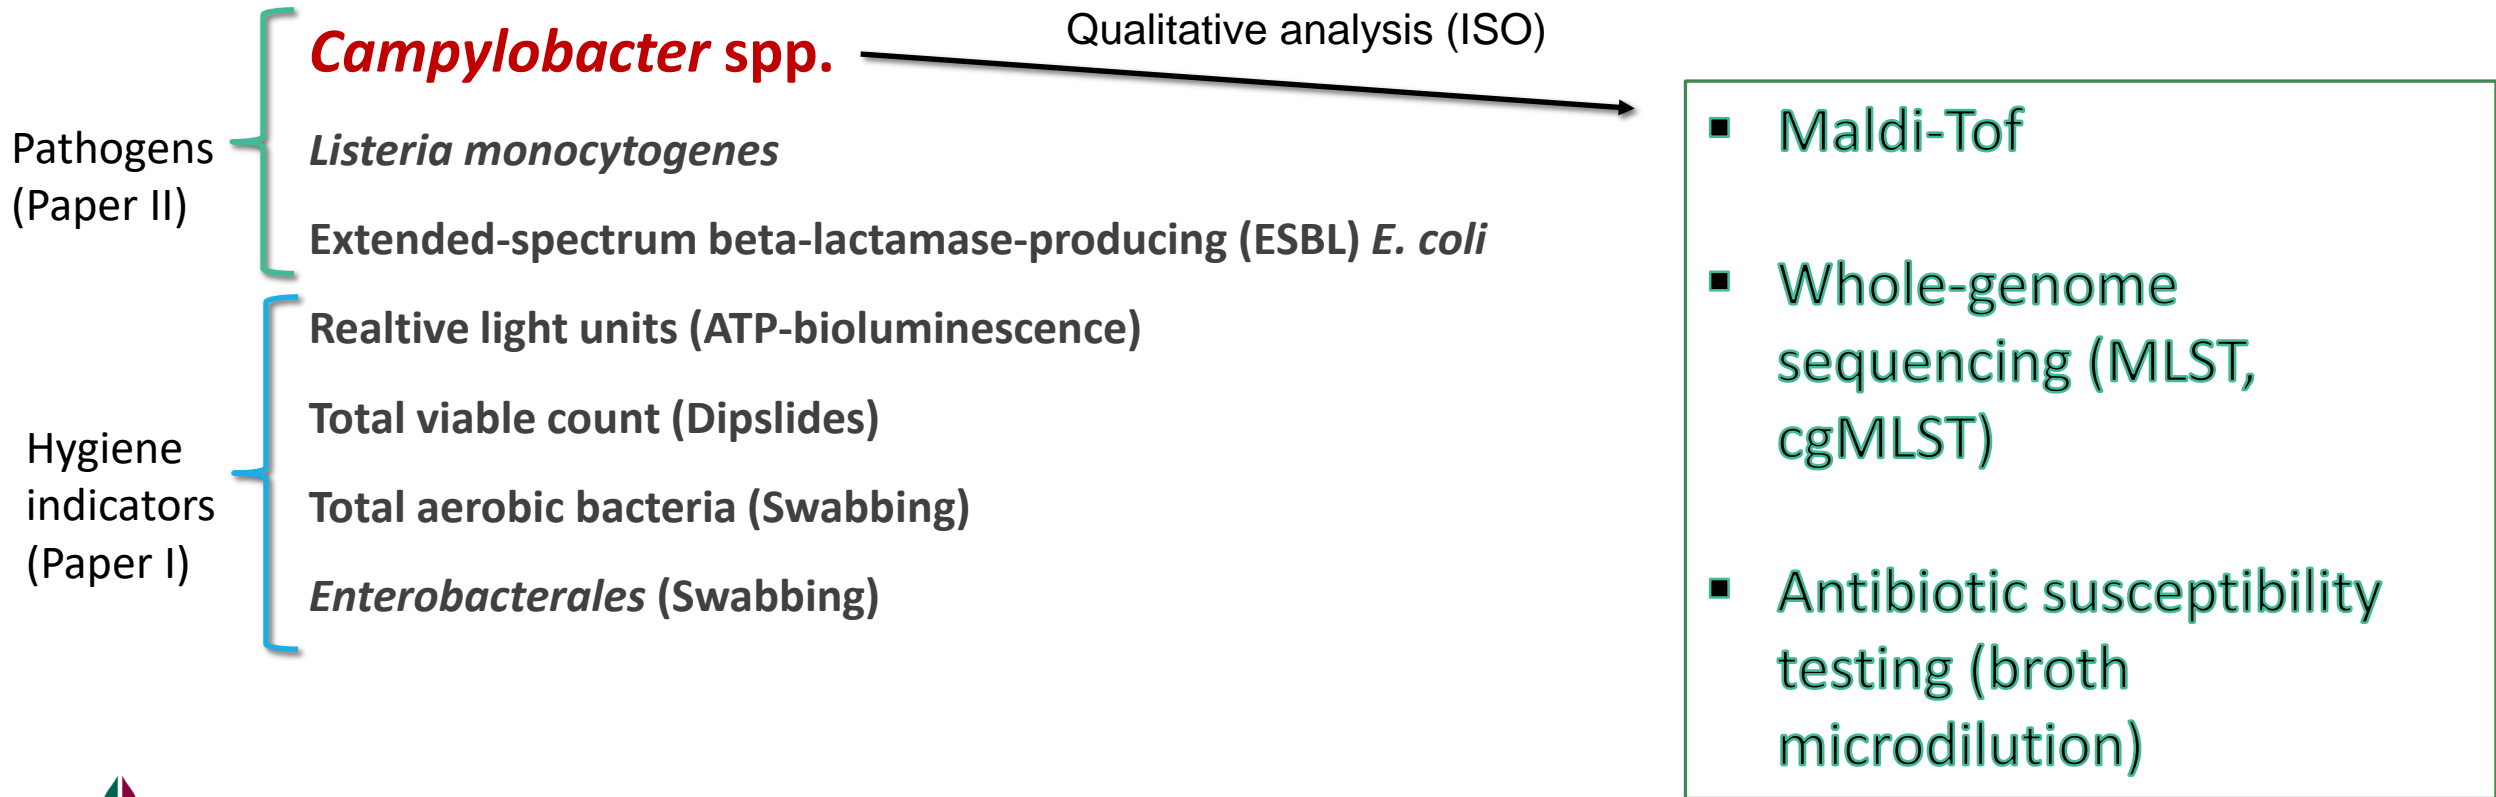 Pathogens
(Paper II)
Campylobacter spp.
Listeria monocytogenes
Extended-spectrum beta-lactamase-producing (ESBL) E. coli
Hygiene
indicators
(Paper I)
Realtive light units (ATP-bioluminescence)
Total viable count (Dipslides)
Total aerobic bacteria (Swabbing)
Enterobacterales (Swabbing)
Qualitative analysis (ISO)
▪ Maldi-Tof
▪ Whole-genome
sequencing (MLST,
cgMLST)
▪ Antibiotic susceptibility
testing (broth
microdilution)